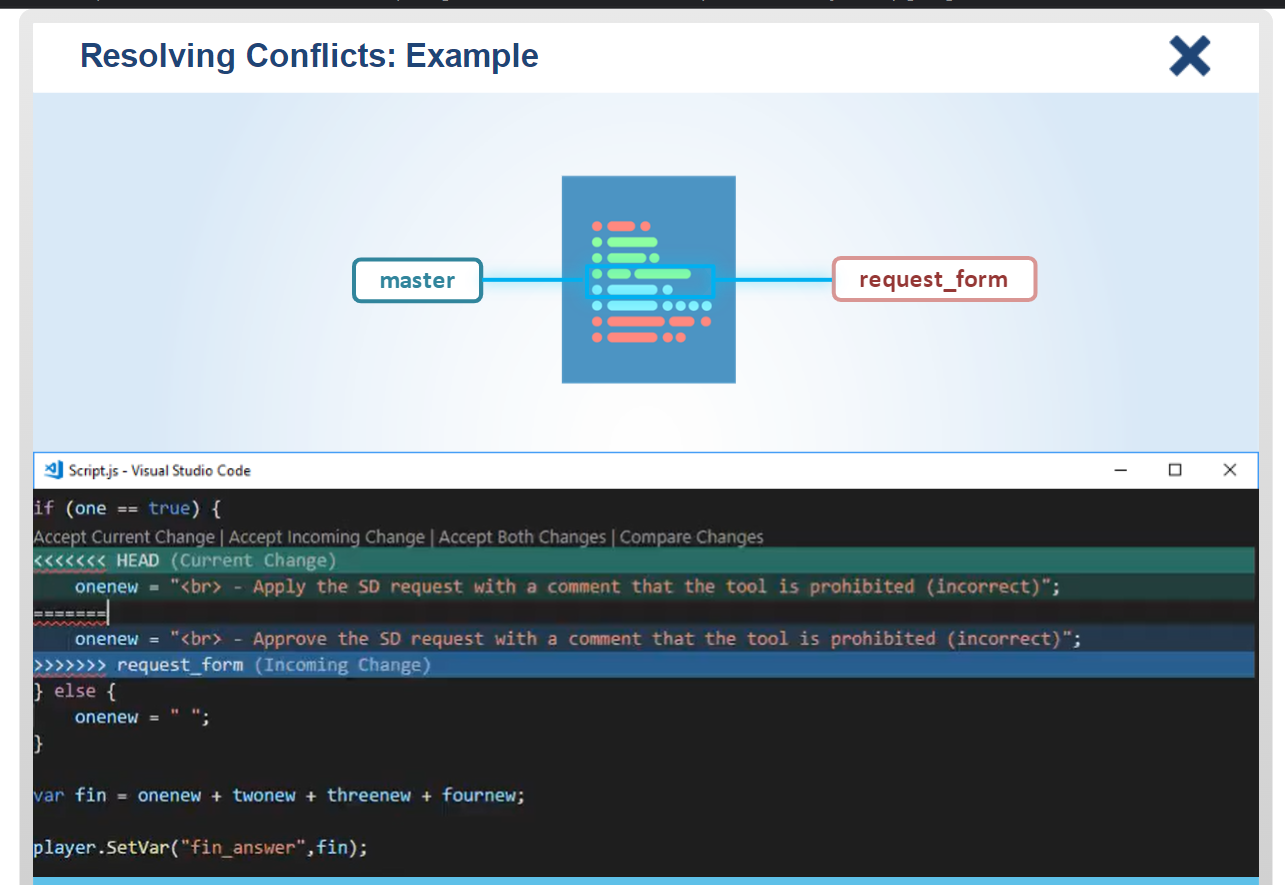 Resolving Conflicts: Example
master
request_form
Script.js - Visual Studio Code
if (one == true) {
Accept Current Change | Accept Incoming Change | Accept Both Changes | Compare Changes
<<<<<<< HEAD (Current Change)
    onenew = "<br> - Apply the SD request with a comment that the tool is prohibited (incorrect)";
=======
    onenew = "<br> - Approve the SD request with a comment that the tool is prohibited (incorrect)";
>>>>>>> request_form (Incoming Change)
} else {
    onenew = " ";
}
var fin = onenew + twonew + threenew + fournew;
player.SetVar("fin_answer",fin);